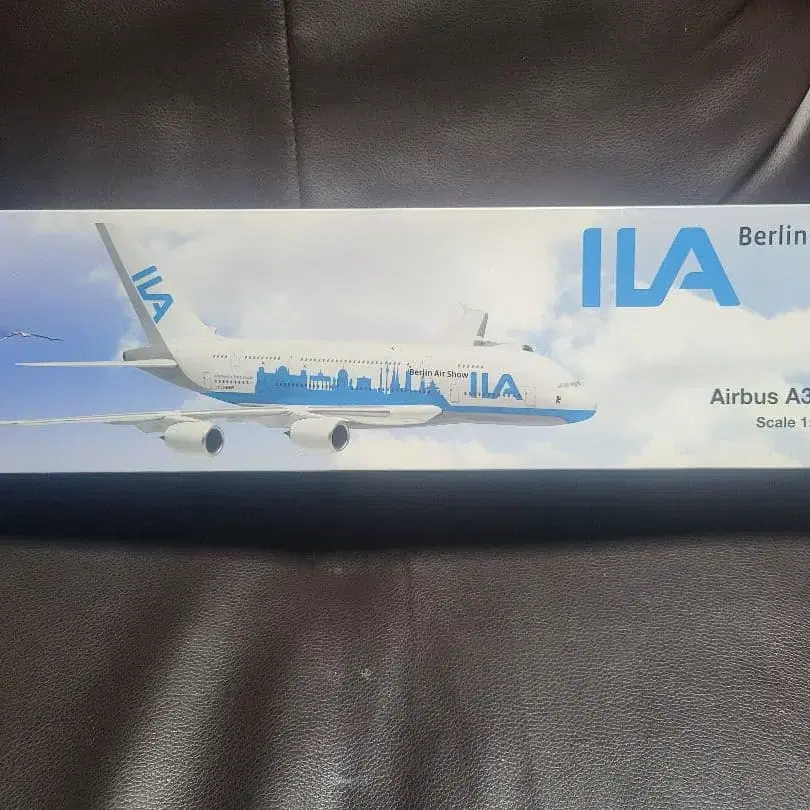 ILA Berlin
ILA
Berlin Air Show ILA
Airbus A3
Scale 1: